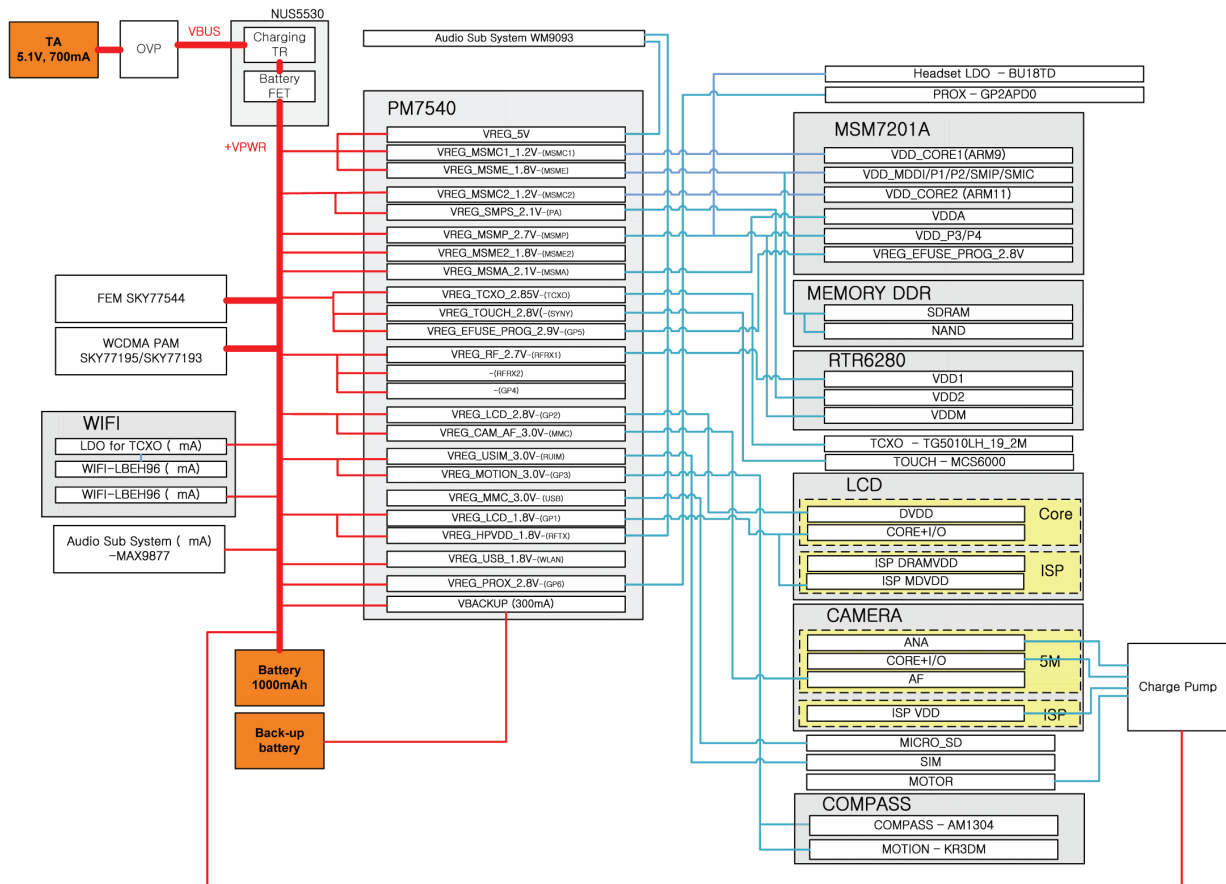 NUS5530
TA
5.1V, 700mA
OVP
VBUS
Charging
TR
Battery
FET
+VPWR
Audio Sub System WM9093
PM7540
VREG_5V
VREG_MSMC1_1.2V-(MSMC1)
VREG_MSME_1.8V-(MSME)
VREG_MSMC2_1.2V-(MSMC2)
VREG_SMPS_2.1V-(PA)
VREG_MSMP_2.7V-(MSMP)
VREG_MSME2_1.8V-(MSME2)
VREG_MSMA_2.1V-(MSMA)
VREG_TCXO_2.85V-(TCXO)
VREG_TOUCH_2.8V(-(SYNY)
VREG_EFUSE_PROG_2.9V-(GP5)
VREG_RF_2.7V-(RFRX1)
-(RFRX2)
-(GP4)
VREG_LCD_2.8V-(GP2)
VREG_CAM_AF_3.0V-(MMC)
VREG_USIM_3.0V-(RUIM)
VREG_MOTION_3.0V-(GP3)
VREG_MMC_3.0V-(USB)
VREG_LCD_1.8V-(GP1)
VREG_HPVDD_1.8V-(RFTX)
VREG_USB_1.8V-(WLAN)
VREG_PROX_2.8V-(GP6)
VBACKUP (300mA)
FEM SKY77544
WCDMA PAM
SKY77195/SKY77193
WIFI
LDO for TCXO (  mA)
WIFI-LBEH96 (  mA)
WIFI-LBEH96 (  mA)
Audio Sub System (  mA)
-MAX9877
Battery
1000mAh
Back-up
battery
Headset LDO - BU18TD
PROX - GP2APD0
MSM7201A
VDD_CORE1(ARM9)
VDD_MDDI/P1/P2/SMIP/SMIC
VDD_CORE2 (ARM11)
VDDA
VDD_P3/P4
VREG_EFUSE_PROG_2.8V
MEMORY DDR
SDRAM
NAND
RTR6280
VDD1
VDD2
VDDM
TCXO - TG5010LH_19_2M
TOUCH - MCS6000
LCD
DVDD
CORE+I/O
Core
ISP DRAMVDD
ISP MDVDD
ISP
CAMERA
ANA
CORE+I/O
AF
5M
ISP VDD
ISP
MICRO_SD
SIM
MOTOR
COMPASS
COMPASS - AM1304
MOTION - KR3DM
Charge Pump